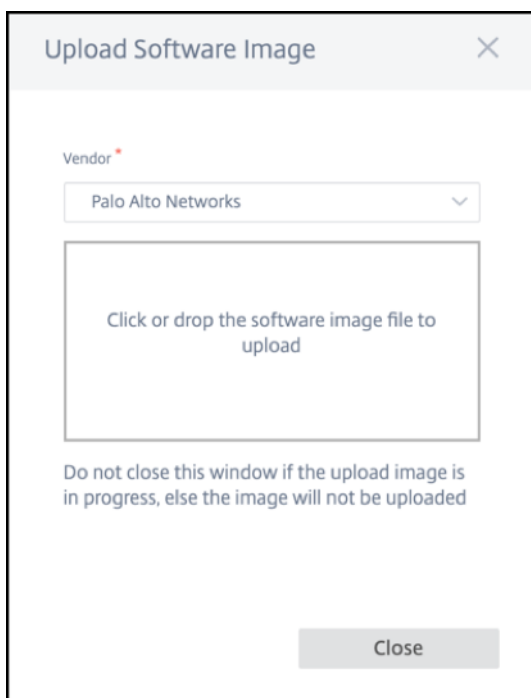 Upload Software Image
Vendor *
Palo Alto Networks
Click or drop the software image file to
upload
Do not close this window if the upload image is
in progress, else the image will not be uploaded
Close